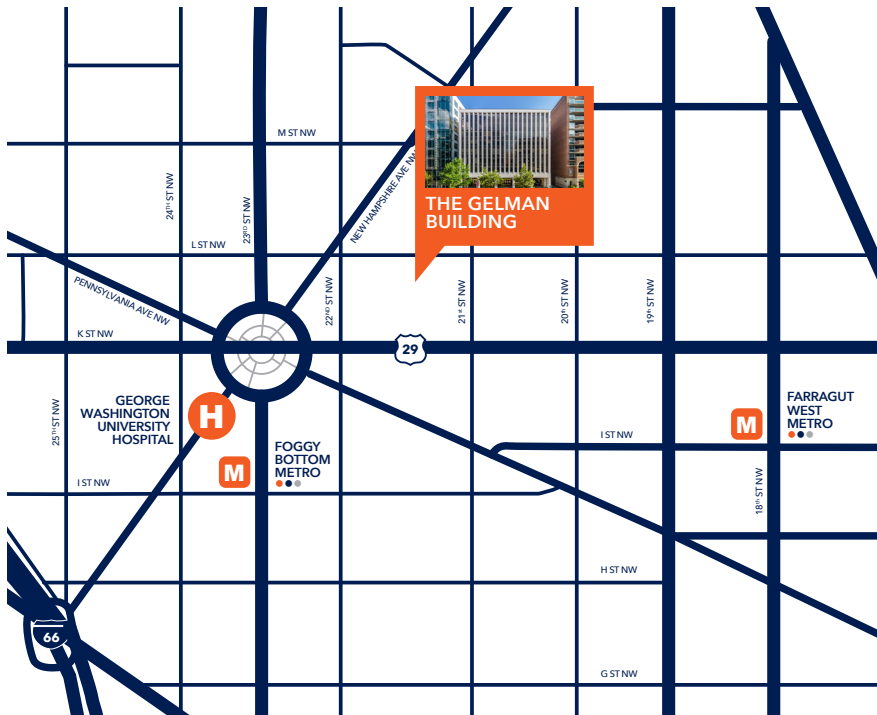 M ST NW
24TH ST NW
23RD ST NW
NEW HAMPSHIRE AVE NW
THE GELMAN
BUILDING
L ST NW
PENNSYLVANIA AVE NW
22ND ST NW
21st ST NW
20th ST NW
19th ST NW
K ST NW
29
GEORGE
WASHINGTON
UNIVERSITY
HOSPITAL
H
25TH ST NW
FOGGY
BOTTOM
METRO
M
I ST NW
I ST NW
M
FARRAGUT
WEST
METRO
18th ST NW
H ST NW
66
G ST NW